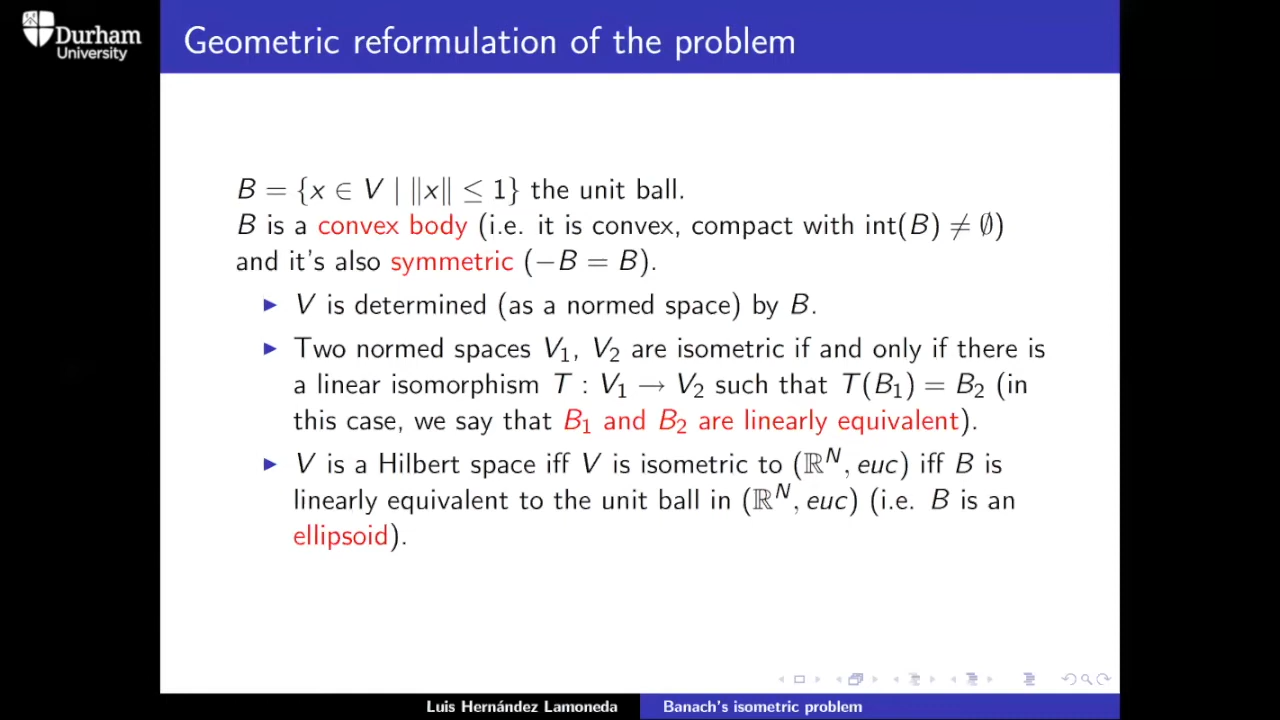 Durham
University
Geometric reformulation of the problem
B = {x ∈ V | ‖x‖ ≤ 1} the unit ball.
B is a convex body (i.e. it is convex, compact with int(B) ≠ ∅)
and it's also symmetric (−B = B).
▶ V is determined (as a normed space) by B.
▶ Two normed spaces V₁, V₂ are isometric if and only if there is
a linear isomorphism T : V₁ → V₂ such that T(B₁) = B₂ (in
this case, we say that B₁ and B₂ are linearly equivalent).
▶ V is a Hilbert space iff V is isometric to (ℝᴺ, euc) iff B is
linearly equivalent to the unit ball in (ℝᴺ, euc) (i.e. B is an
ellipsoid).
Luis Hernández Lamoneda
Banach's isometric problem